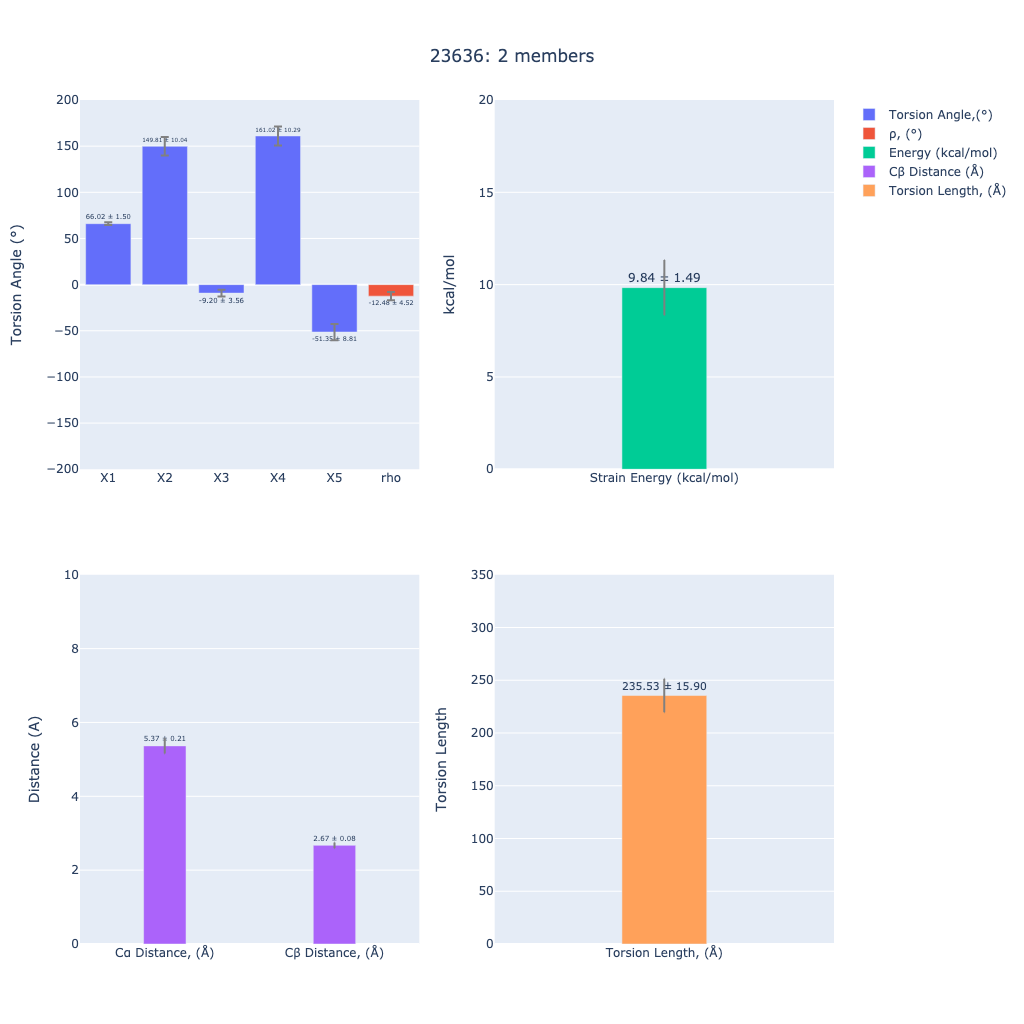 23636: 2 members
200
150
100
50
0
−50
−100
−150
−200
Torsion Angle (°)
66.02 ± 1.50
149.81 ± 10.04
-9.20 ± 3.56
161.02 ± 10.29
-51.35 ± 8.81
-12.48 ± 4.52
X1
X2
X3
X4
X5
rho
20
15
10
5
0
kcal/mol
9.84 ± 1.49
Strain Energy (kcal/mol)
Torsion Angle,(°)
ρ, (°)
Energy (kcal/mol)
Cβ Distance (Å)
Torsion Length, (Å)
10
8
6
4
2
0
Distance (A)
5.37 ± 0.21
2.67 ± 0.08
Cα Distance, (Å)
Cβ Distance, (Å)
350
300
250
200
150
100
50
0
Torsion Length
235.53 ± 15.90
Torsion Length, (Å)